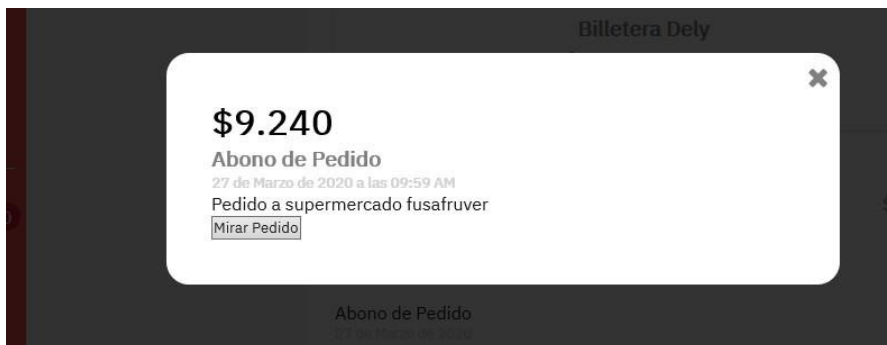 Billetera Dely
$9.240
Abono de Pedido
27 de Marzo de 2020 a las 09:59 AM
Pedido a supermercado fusafruver
Mirar Pedido
Abono de Pedido
27 de Marzo de 2020